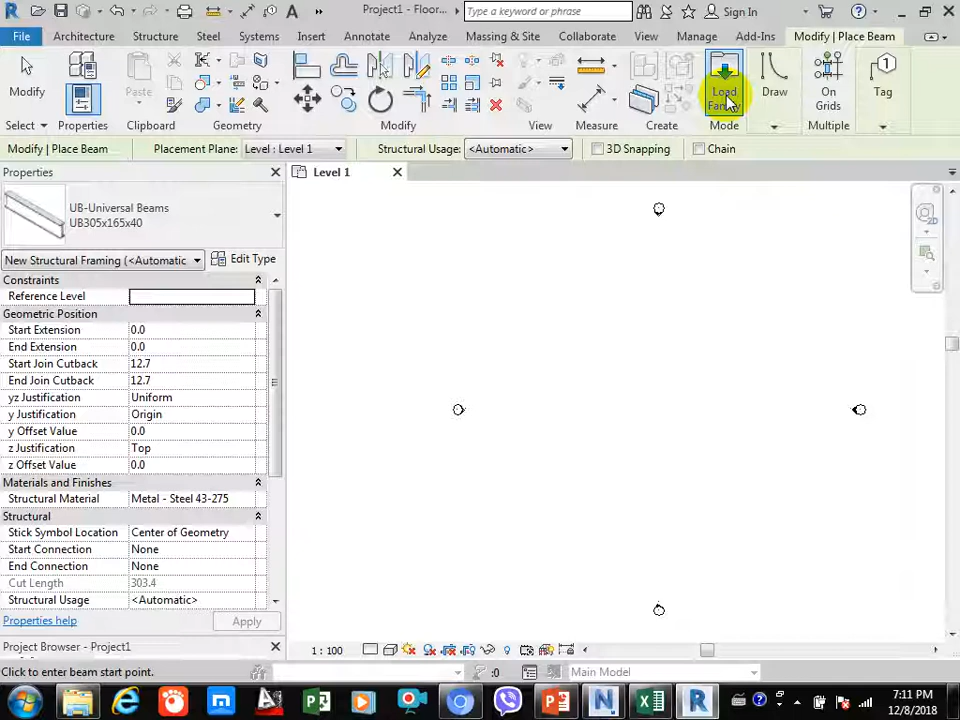 Project1 - Floor...
Type a keyword or phrase
Sign In
File
Architecture
Structure
Steel
Systems
Insert
Annotate
Analyze
Massing & Site
Collaborate
View
Manage
Add-Ins
Modify | Place Beam
Modify
Properties
Paste
Load
Family
Draw
On
Grids
Tag
Select
Properties
Clipboard
Geometry
Modify
View
Measure
Create
Mode
Multiple
Modify | Place Beam
Placement Plane: Level : Level 1
Structural Usage: <Automatic>
3D Snapping
Chain
Properties
Level 1
UB-Universal Beams
UB305x165x40
New Structural Framing (<Automatic
Edit Type
Constraints
Reference Level
Geometric Position
Start Extension 0.0
End Extension 0.0
Start Join Cutback 12.7
End Join Cutback 12.7
yz Justification Uniform
y Justification Origin
y Offset Value 0.0
z Justification Top
z Offset Value 0.0
Materials and Finishes
Structural Material Metal - Steel 43-275
Structural
Stick Symbol Location Center of Geometry
Start Connection None
End Connection None
Cut Length 303.4
Structural Usage <Automatic>
Properties help
Apply
Project Browser - Project1
1 : 100
Click to enter beam start point.
:0
Main Model
7:11 PM
12/8/2018